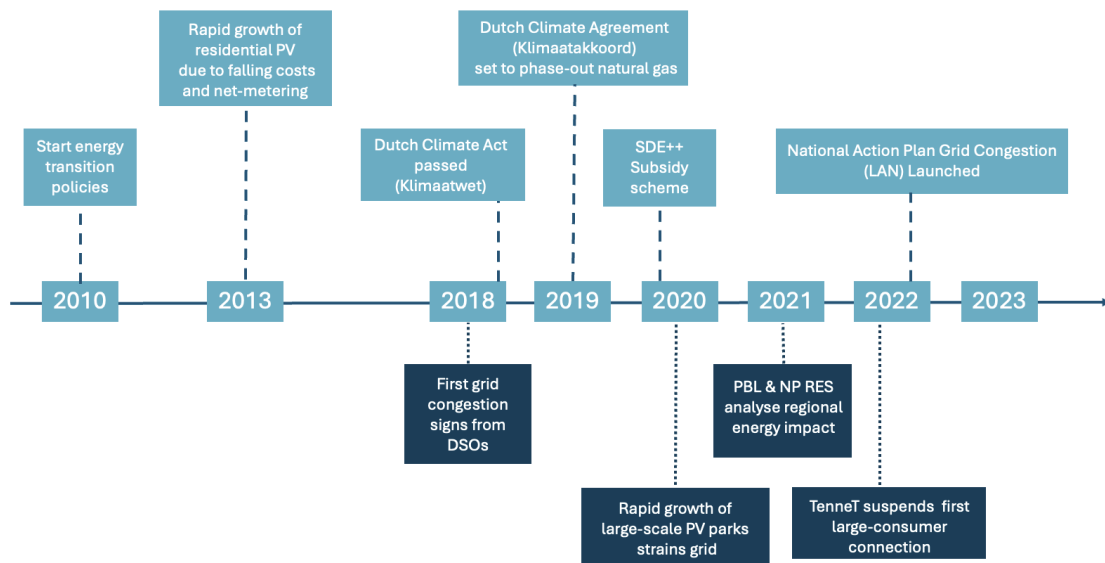 Rapid growth of
residential PV
due to falling costs
and net-metering
Dutch Climate Agreement
(Klimaatakkoord)
set to phase-out natural gas
Start energy
transition
policies
Dutch Climate Act
passed
(Klimaatwet)
SDE++
Subsidy
scheme
National Action Plan Grid Congestion
(LAN) Launched
2010
2013
2018
2019
2020
2021
2022
2023
First grid
congestion
signs from
DSOs
PBL & NP RES
analyse regional
energy impact
Rapid growth of
large-scale PV parks
strains grid
TenneT suspends first
large-consumer
connection